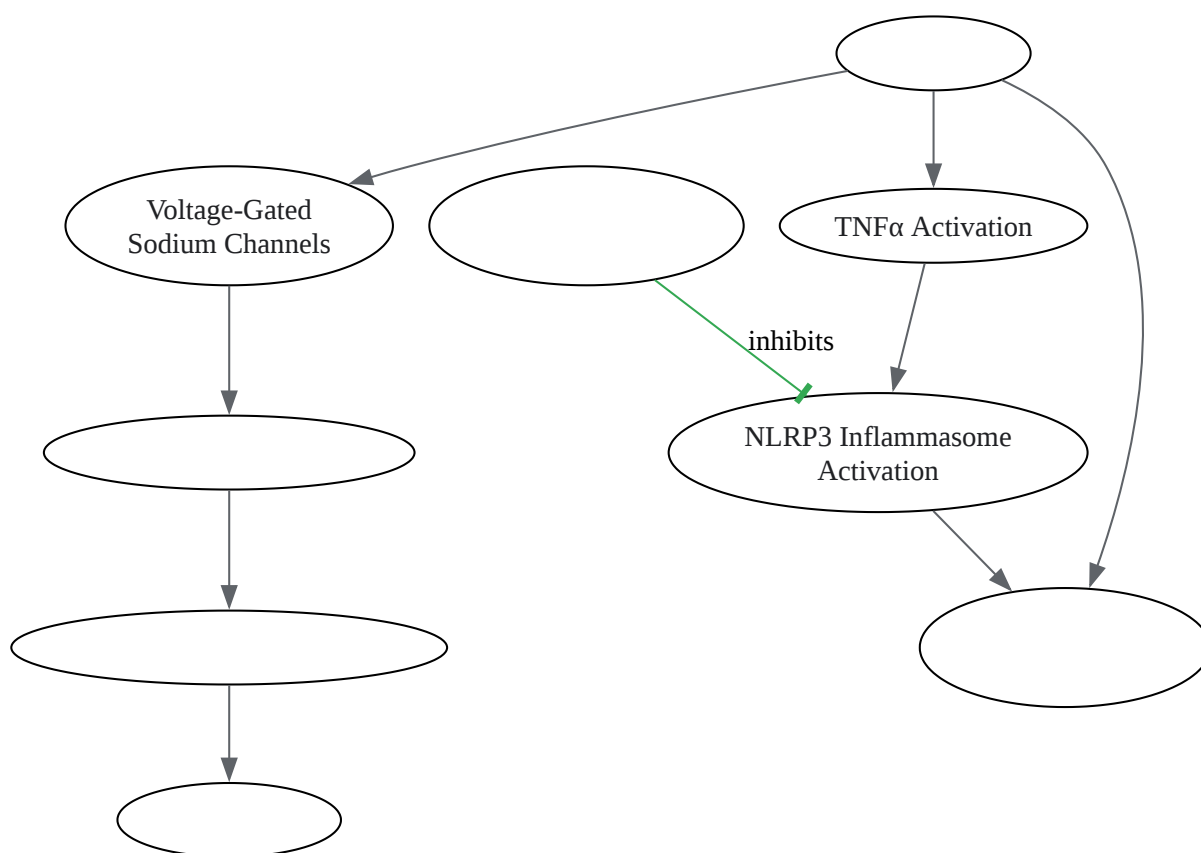 Voltage-Gated
Sodium Channels
TNFα Activation
inhibits
NLRP3 Inflammasome
Activation